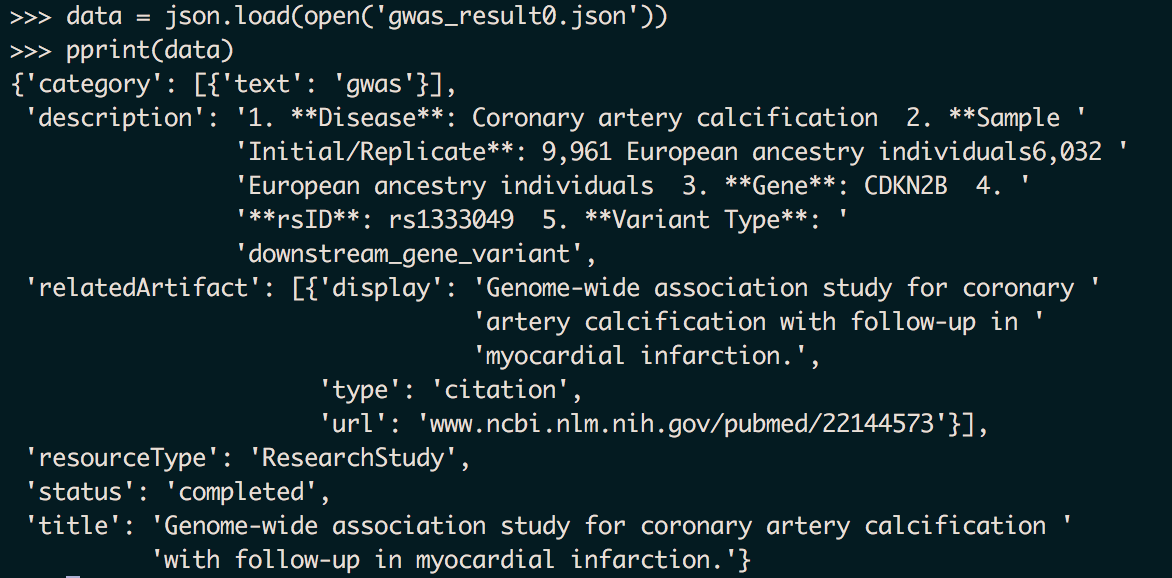 >>> data = json.load(open('gwas_result0.json'))
>>> pprint(data)
{'category': [{'text': 'gwas'}],
 'description': '1. **Disease**: Coronary artery calcification  2. **Sample '
                'Initial/Replicate**: 9,961 European ancestry individuals6,032 '
                'European ancestry individuals  3. **Gene**: CDKN2B  4. '
                '**rsID**: rs1333049  5. **Variant Type**: '
                'downstream_gene_variant',
 'relatedArtifact': [{'display': 'Genome-wide association study for coronary '
                                 'artery calcification with follow-up in '
                                 'myocardial infarction.',
                      'type': 'citation',
                      'url': 'www.ncbi.nlm.nih.gov/pubmed/22144573'}],
 'resourceType': 'ResearchStudy',
 'status': 'completed',
 'title': 'Genome-wide association study for coronary artery calcification '
          'with follow-up in myocardial infarction.'}